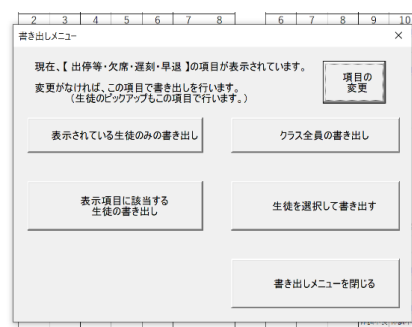 2 3 4 5 6 7 8 6 7 8 9 10
書き出しメニュー
現在、【 出停等・欠席・遅刻・早退 】の項目が表示されています。
変更がなければ、この項目で書き出しを行います。
（生徒のピックアップもこの項目で行います。）
項目の
変更
表示されている生徒のみの書き出し
クラス全員の書き出し
表示項目に該当する
生徒の書き出し
生徒を選択して書き出す
書き出しメニューを閉じる